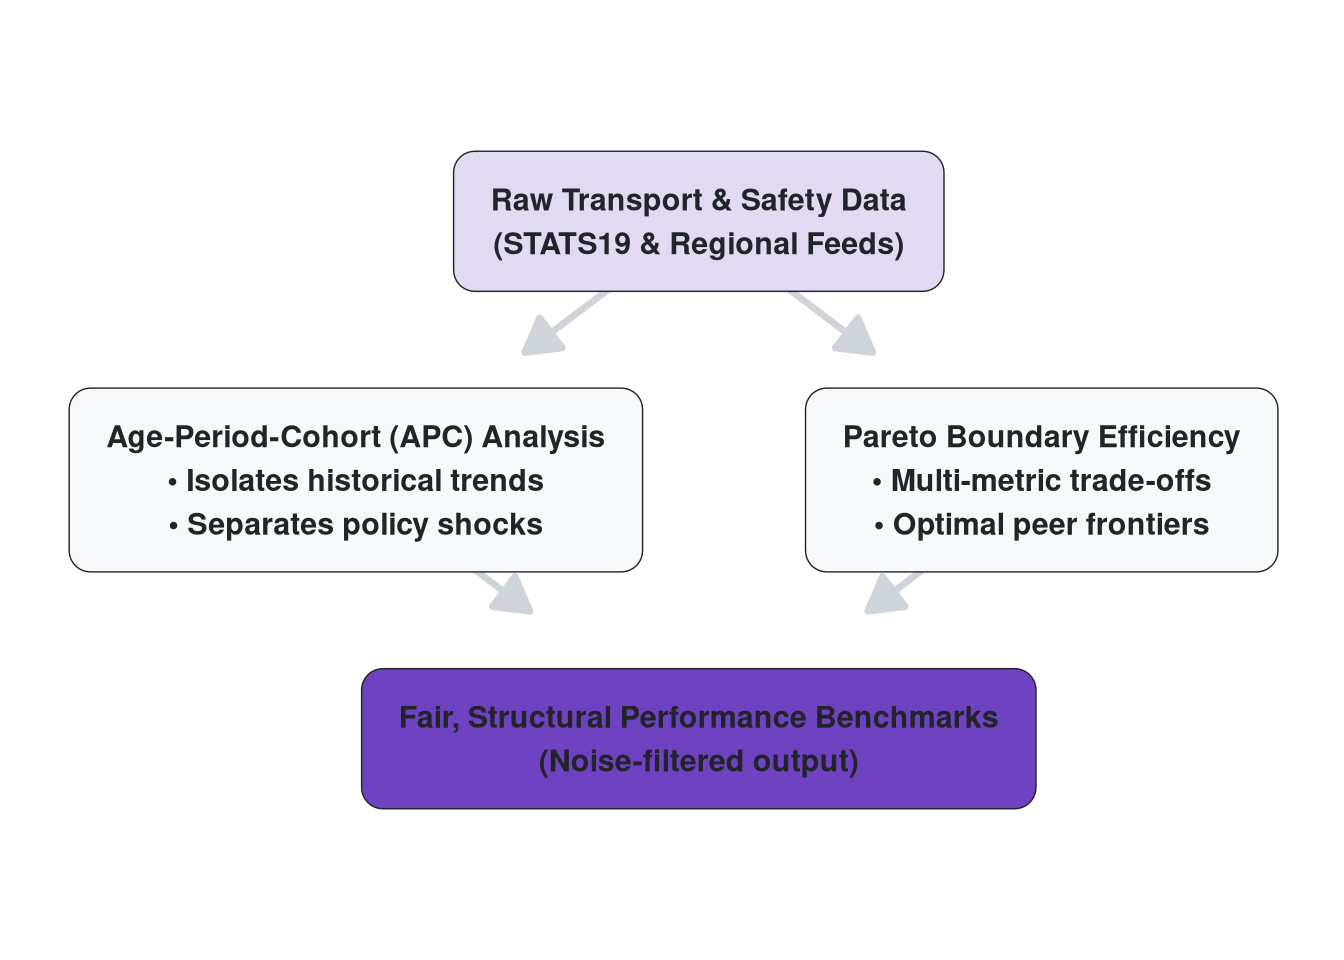 Raw Transport & Safety Data
(STATS19 & Regional Feeds)
Age-Period-Cohort (APC) Analysis
• Isolates historical trends
• Separates policy shocks
Pareto Boundary Efficiency
• Multi-metric trade-offs
• Optimal peer frontiers
Fair, Structural Performance Benchmarks
(Noise-filtered output)